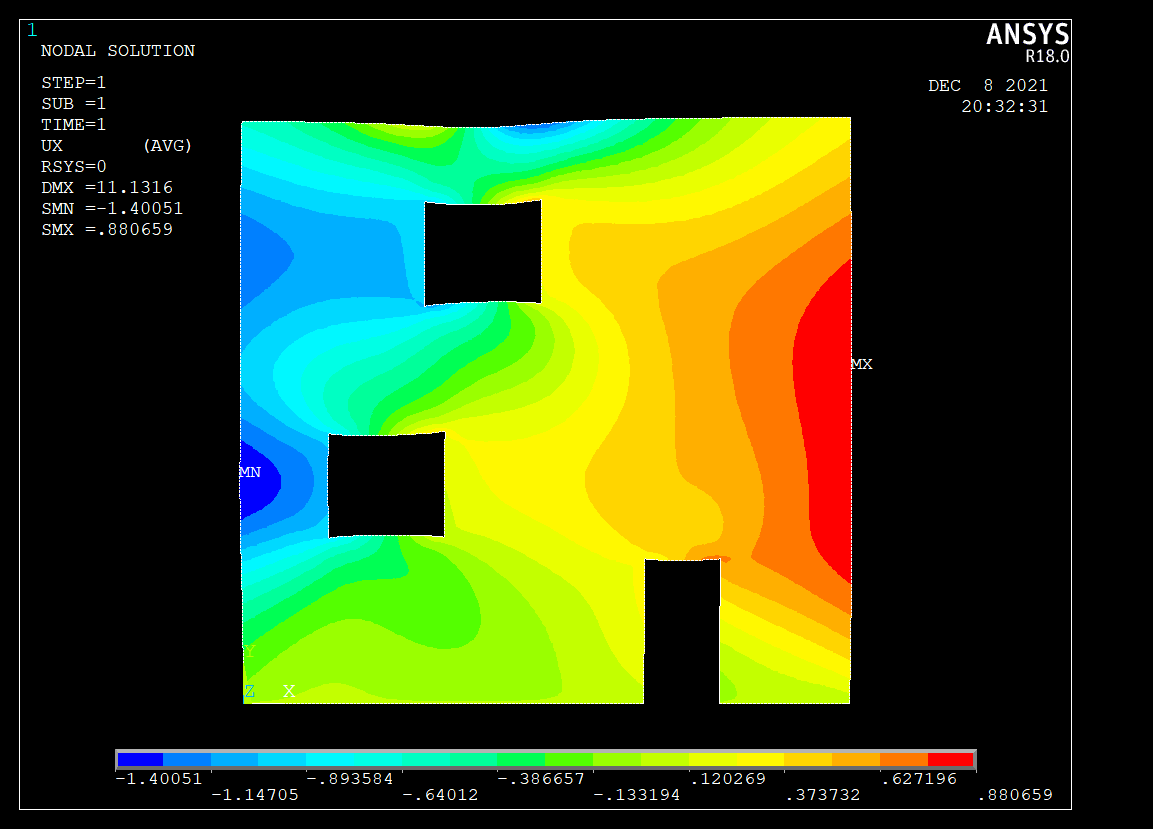 1
NODAL SOLUTION
STEP=1
SUB =1
TIME=1
UX (AVG)
RSYS=0
DMX =11.1316
SMN =-1.40051
SMX =.880659
ANSYS
R18.0
DEC 8 2021
20:32:31
MX
MN
Y
Z X
-1.40051 -.893584 -.386657 .120269 .627196
-1.14705 -.64012 -.133194 .373732 .880659